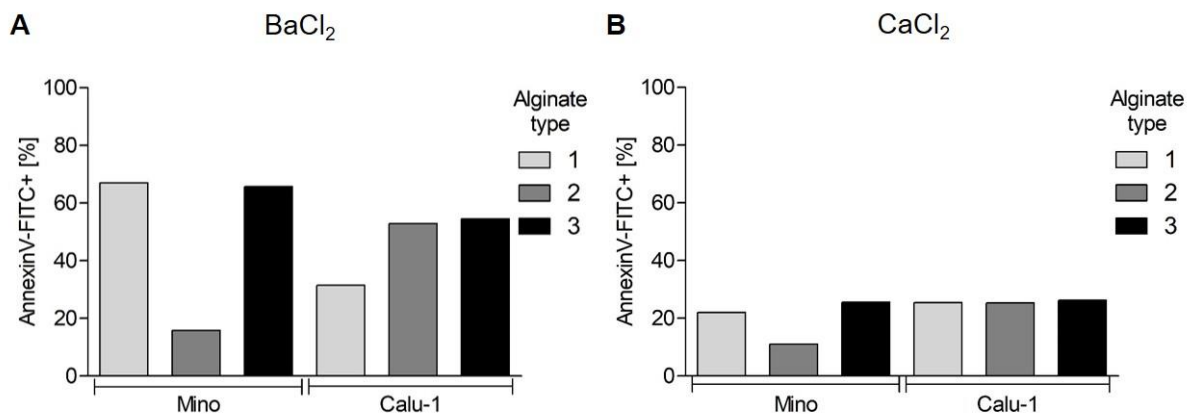 A
BaCl₂
AnnexinV-FITC+ [%]
100
80
60
40
20
0
Mino
Calu-1
Alginate
type
1
2
3
B
CaCl₂
AnnexinV-FITC+ [%]
100
80
60
40
20
0
Mino
Calu-1
Alginate
type
1
2
3